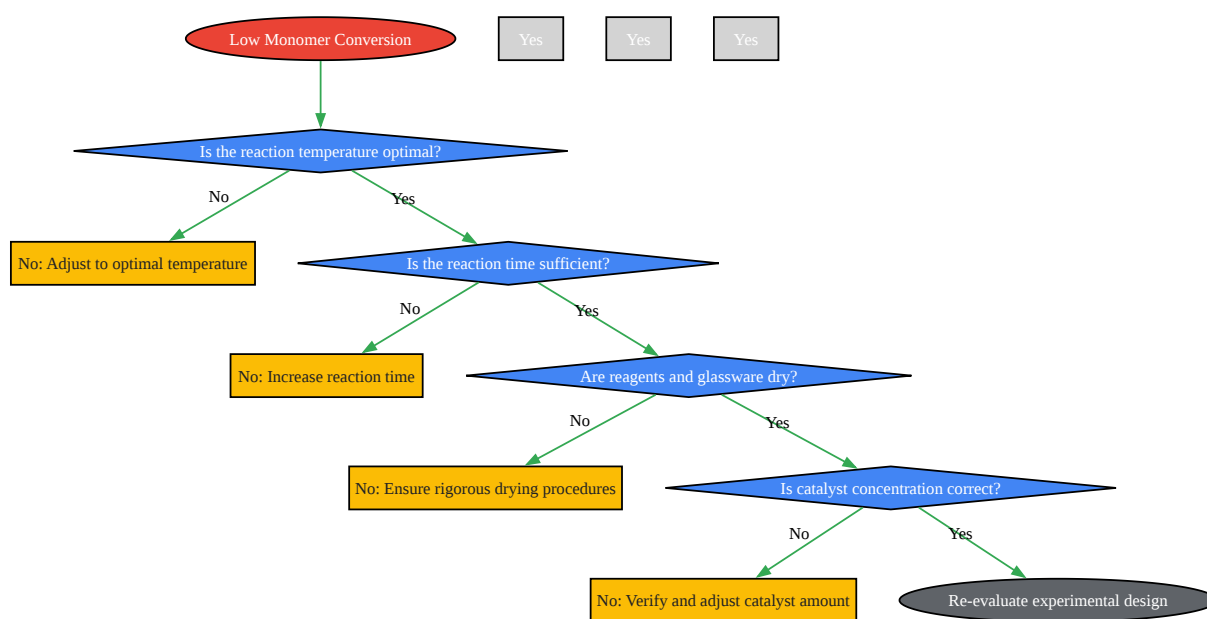 Low Monomer Conversion
Yes
Yes
Yes
Is the reaction temperature optimal?
No
Yes
No: Adjust to optimal temperature
Is the reaction time sufficient?
No
Yes
No: Increase reaction time
Are reagents and glassware dry?
No
Yes
No: Ensure rigorous drying procedures
Is catalyst concentration correct?
No
Yes
No: Verify and adjust catalyst amount
Re-evaluate experimental design